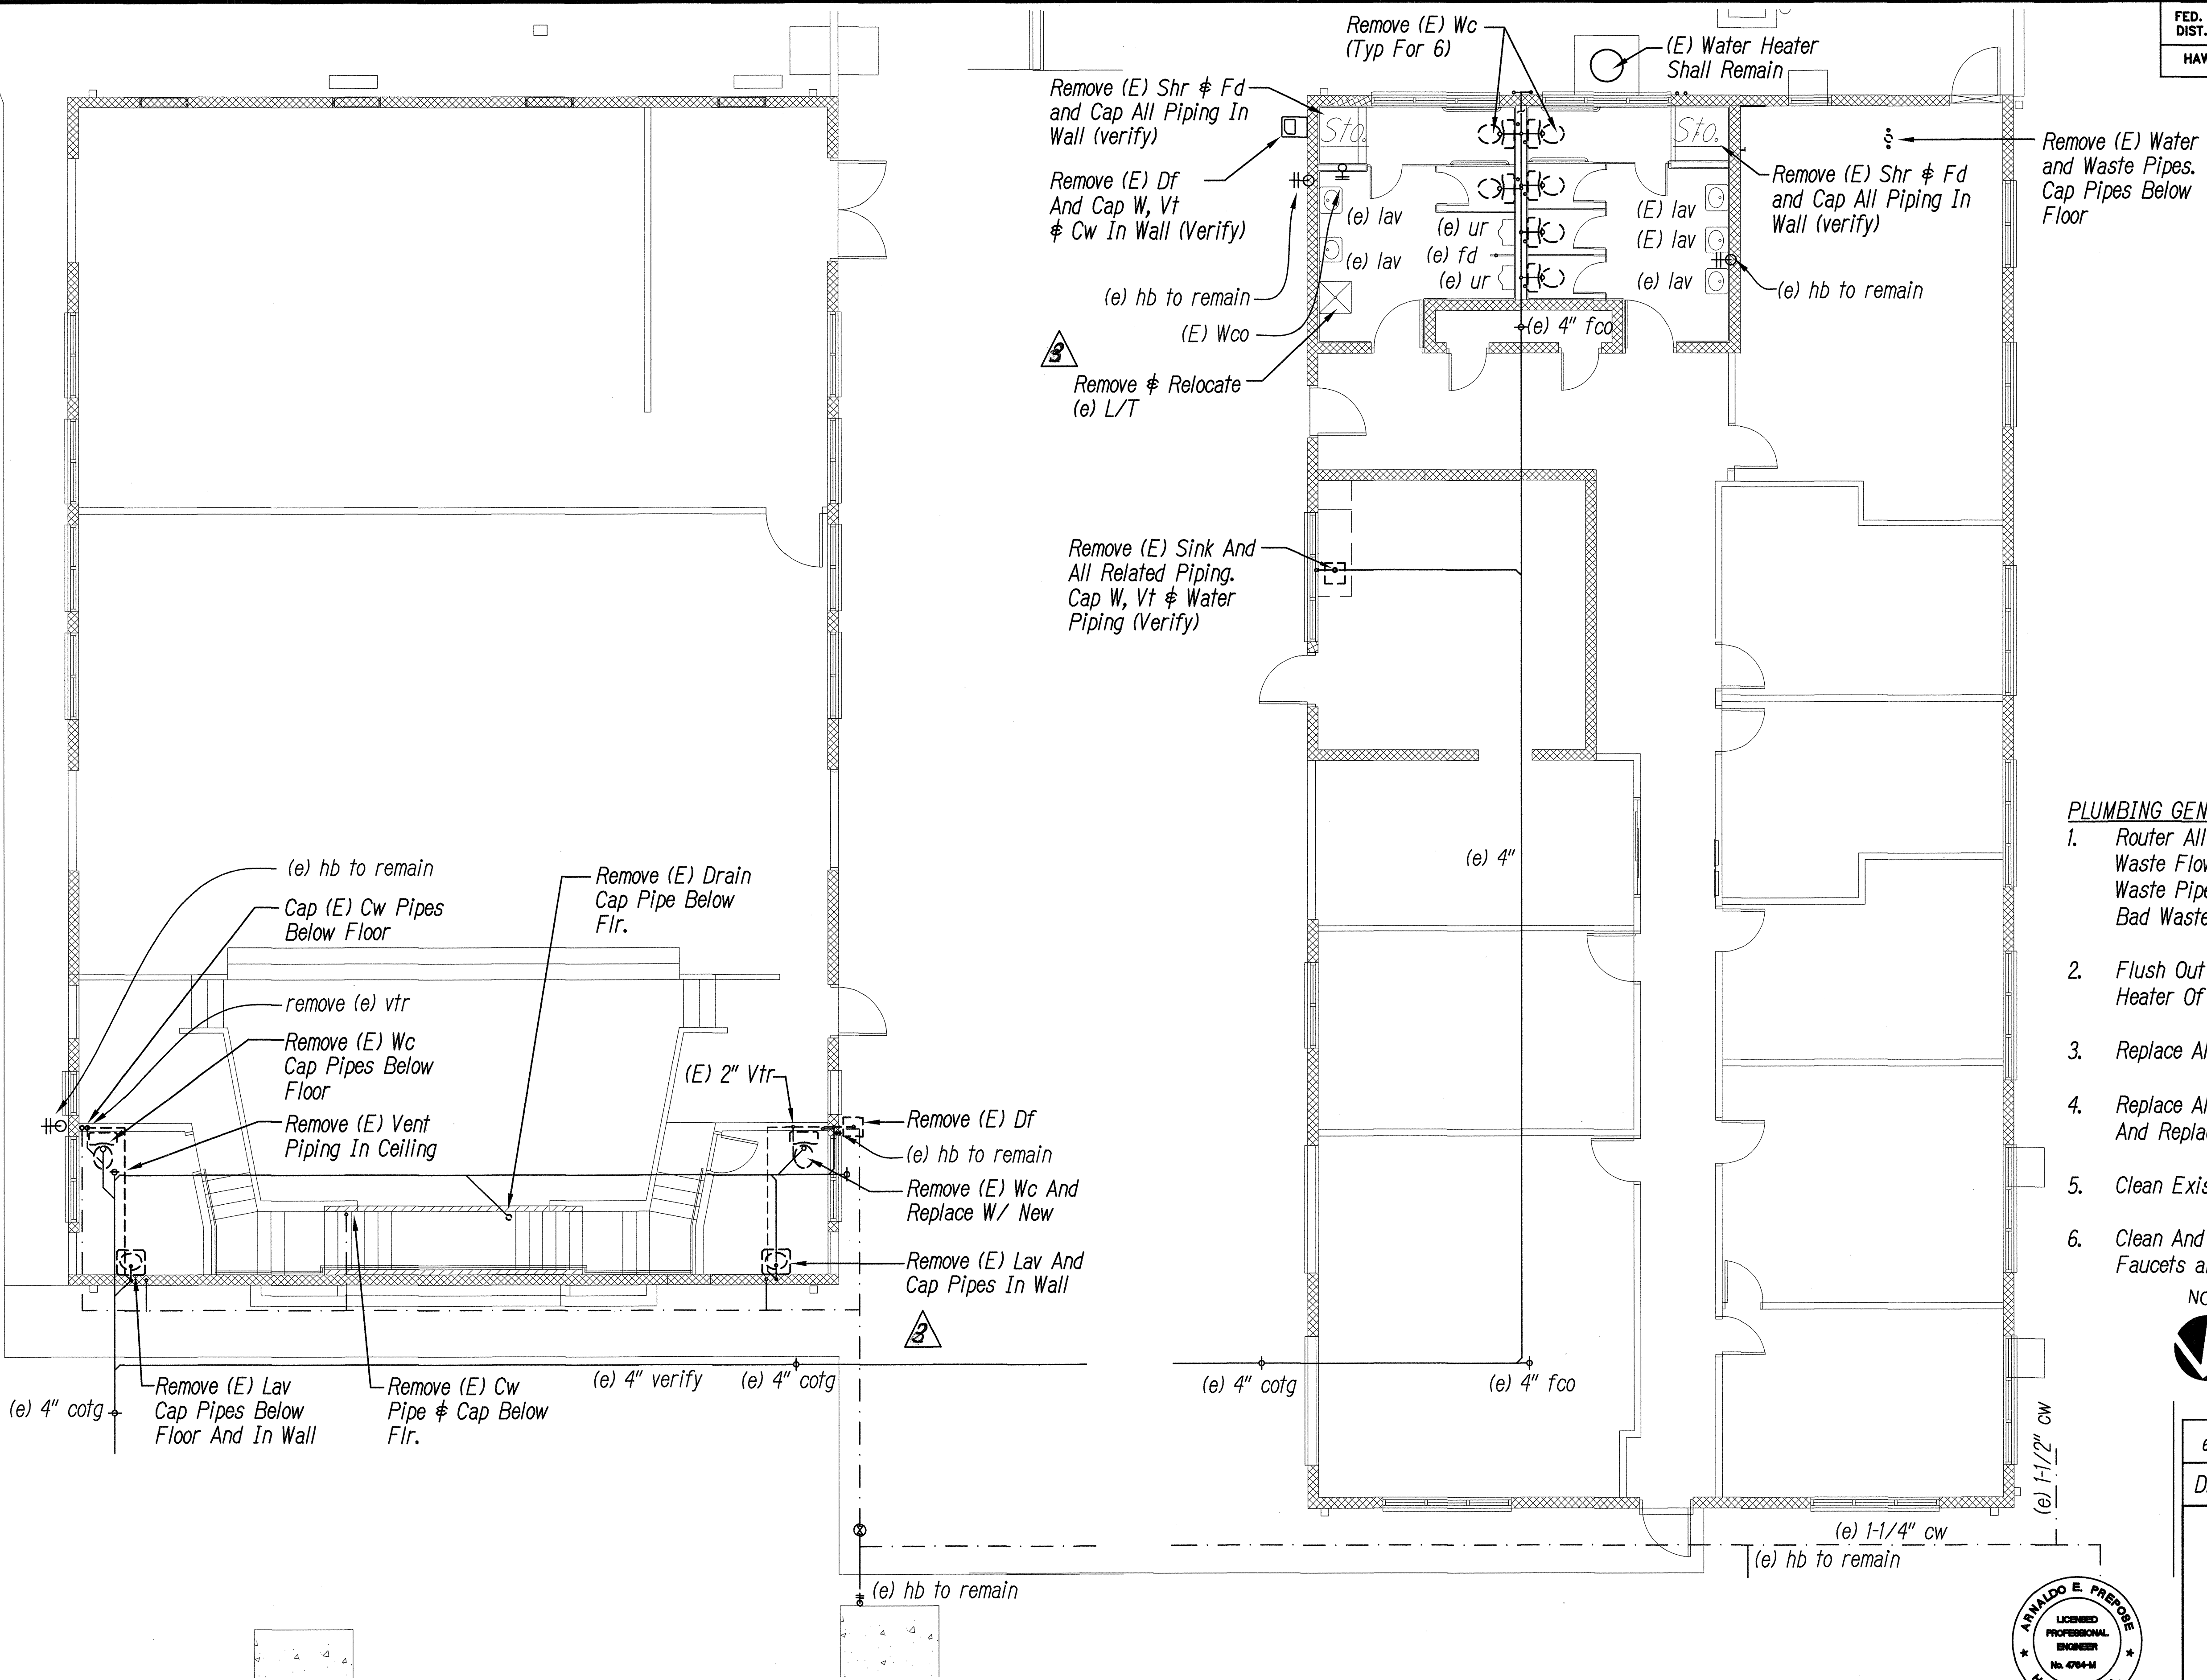 FED.
DIST.
HAW
Remove (E) Wc
(Typ For 6)
(E) Water Heater
Shall Remain
Remove (E) Shr & Fd
and Cap All Piping In
Wall (verify)
Sto.
Sto.
Remove (E) Water
and Waste Pipes.
Cap Pipes Below
Floor
Remove (E) Df
And Cap W, Vt
& Cw In Wall (Verify)
Remove (E) Shr & Fd
and Cap All Piping In
Wall (verify)
(e) lav
(e) ur
(E) lav
(E) lav
(e) lav
(e) fd
(e) ur
(e) lav
(e) hb to remain
(e) hb to remain
(E) Wco
(e) 4" fco
3
Remove & Relocate
(e) L/T
Remove (E) Sink And
All Related Piping.
Cap W, Vt & Water
Piping (Verify)
(e) 4"
PLUMBING GEN
1. Router All
Waste Flow
Waste Pipe
Bad Waste
2. Flush Out
Heater Of
3. Replace Al
4. Replace Al
And Repla
5. Clean Exis
6. Clean And
Faucets a
(e) hb to remain
Cap (E) Cw Pipes
Below Floor
Remove (E) Drain
Cap Pipe Below
Flr.
remove (e) vtr
Remove (E) Wc
Cap Pipes Below
Floor
Remove (E) Vent
Piping In Ceiling
(E) 2" Vtr
Remove (E) Df
(e) hb to remain
Remove (E) Wc And
Replace W/ New
Remove (E) Lav And
Cap Pipes In Wall
NO
(e) 4" verify
(e) 4" cotg
(e) 4" cotg
(e) 4" fco
(e) 4" cotg
Remove (E) Lav
Cap Pipes Below
Floor And In Wall
Remove (E) Cw
Pipe & Cap Below
Flr.
(e) 1-1/2" cw
(e) 1-1/4" cw
(e) hb to remain
(e) hb to remain
D
ARNALDO E. PREPOSE
LICENSED
PROFESSIONAL
ENGINEER
No. 4764-M